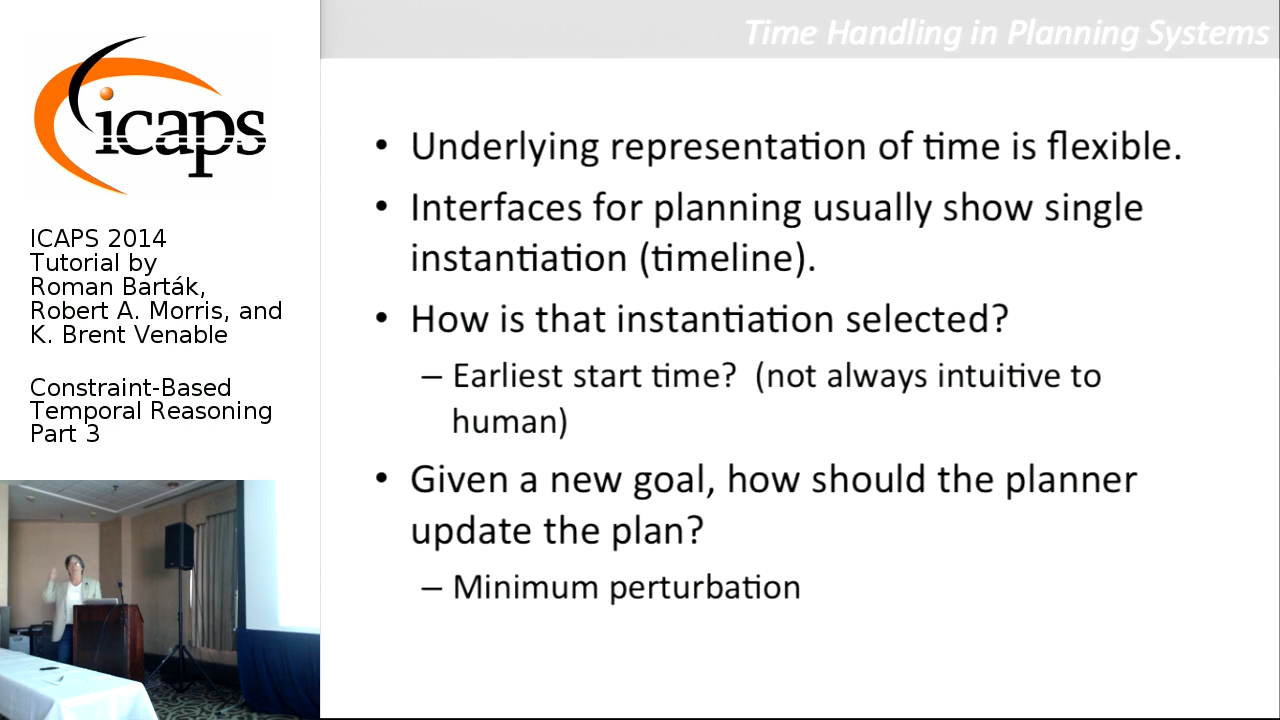 icaps
ICAPS 2014
Tutorial by
Roman Barták,
Robert A. Morris, and
K. Brent Venable
Constraint-Based
Temporal Reasoning
Part 3
Time Handling in Planning Systems
• Underlying representation of time is flexible.
• Interfaces for planning usually show single
instantiation (timeline).
• How is that instantiation selected?
– Earliest start time?  (not always intuitive to
human)
• Given a new goal, how should the planner
update the plan?
– Minimum perturbation